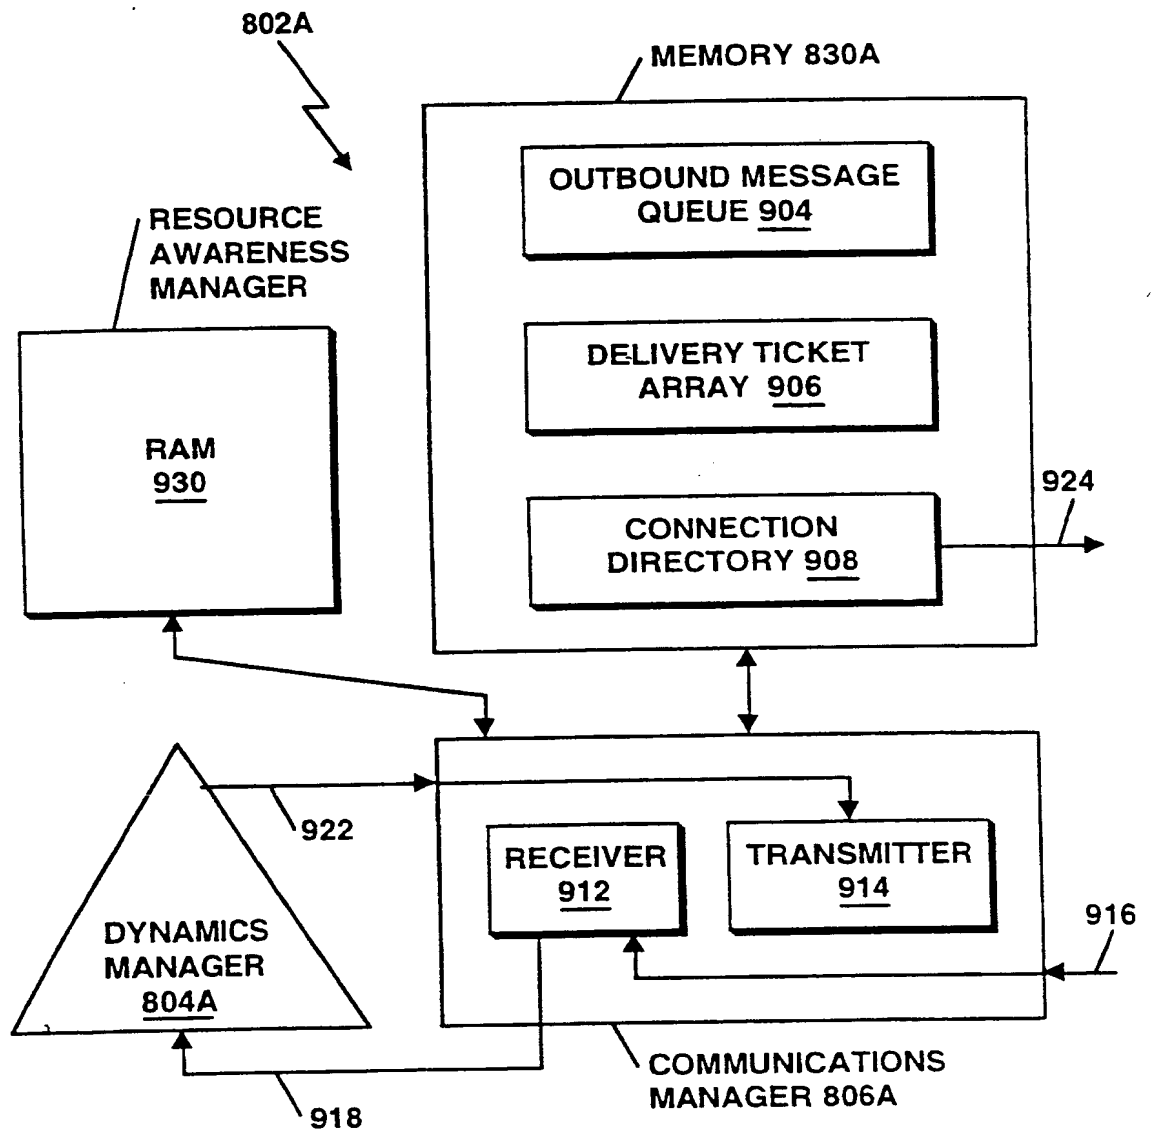 802A
MEMORY 830A
OUTBOUND MESSAGE
QUEUE 904
RESOURCE
AWARENESS
MANAGER
DELIVERY TICKET
ARRAY 906
RAM
930
924
CONNECTION
DIRECTORY 908
922
RECEIVER
912
TRANSMITTER
914
916
DYNAMICS
MANAGER
804A
COMMUNICATIONS
MANAGER 806A
918